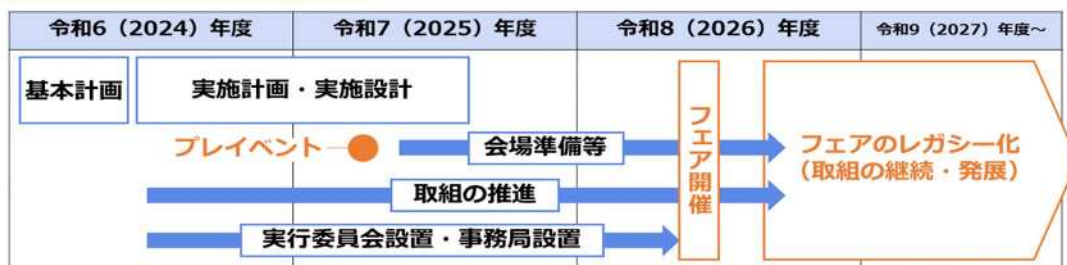 令和6（2024）年度
令和7（2025）年度
令和8（2026）年度
令和9（2027）年度～
基本計画
実施計画・実施設計
プレイベント
会場準備等
取組の推進
実行委員会設置・事務局設置
フェア開催
フェアのレガシー化
（取組の継続・発展）